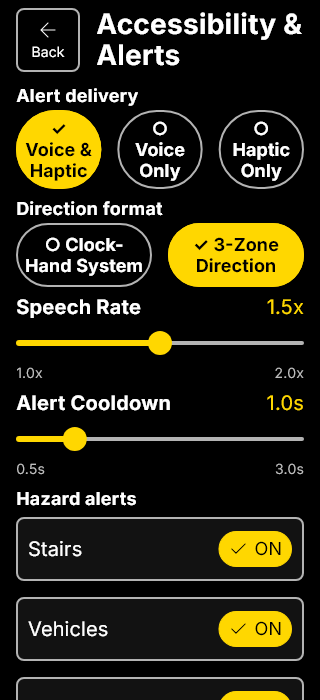 Accessibility &
Alerts
Back
Alert delivery
Voice &
Haptic
Voice
Only
Haptic
Only
Direction format
Clock-
Hand System
3-Zone
Direction
Speech Rate 1.5x
1.0x 2.0x
Alert Cooldown 1.0s
0.5s 3.0s
Hazard alerts
Stairs ON
Vehicles ON